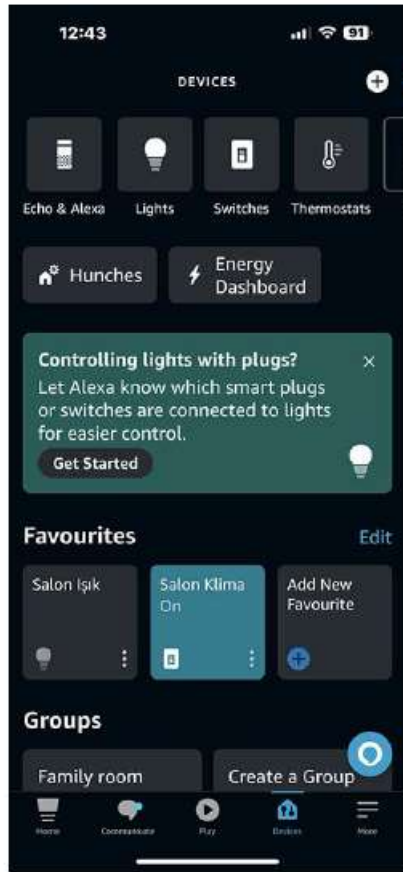 12:43
91
DEVICES
Echo & Alexa
Lights
Switches
Thermostats
Hunches
Energy
Dashboard
Controlling lights with plugs?
Let Alexa know which smart plugs
or switches are connected to lights
for easier control.
Get Started
Favourites
Edit
Salon Işık
Salon Klima
On
Add New
Favourite
Groups
Family room
Create a Group
Home
Communicate
Play
Devices
More